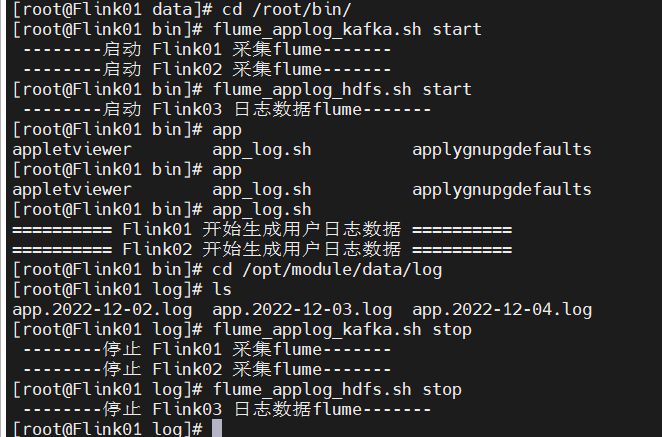 [root@Flink01 data]# cd /root/bin/
[root@Flink01 bin]# flume_applog_kafka.sh start
--------启动 Flink01 采集flume-------
--------启动 Flink02 采集flume-------
[root@Flink01 bin]# flume_applog_hdfs.sh start
--------启动 Flink03 日志数据flume-------
[root@Flink01 bin]# app
appletviewer        app_log.sh          applygnupgdefaults
[root@Flink01 bin]# app
appletviewer        app_log.sh          applygnupgdefaults
[root@Flink01 bin]# app_log.sh
========== Flink01 开始生成用户日志数据 ==========
========== Flink02 开始生成用户日志数据 ==========
[root@Flink01 bin]# cd /opt/module/data/log
[root@Flink01 log]# ls
app.2022-12-02.log  app.2022-12-03.log  app.2022-12-04.log
[root@Flink01 log]# flume_applog_kafka.sh stop
--------停止 Flink01 采集flume-------
--------停止 Flink02 采集flume-------
[root@Flink01 log]# flume_applog_hdfs.sh stop
--------停止 Flink03 日志数据flume-------
[root@Flink01 log]#